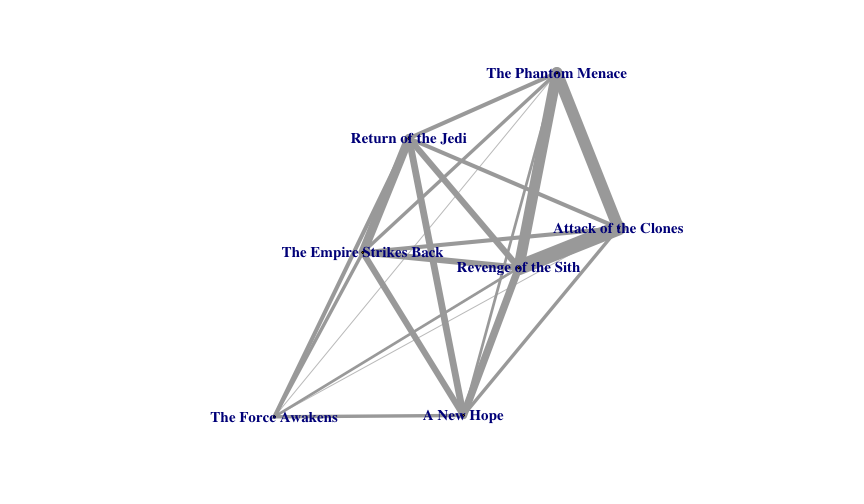 The Phantom Menace
Return of the Jedi
Attack of the Clones
The Empire Strikes Back
Revenge of the Sith
The Force Awakens
A New Hope